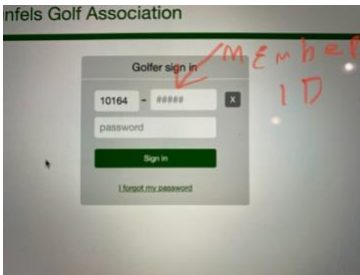 nfels Golf Association
Golfer sign in
MEMBER
ID
10164 - ##### X
password
Sign in
I forgot my password